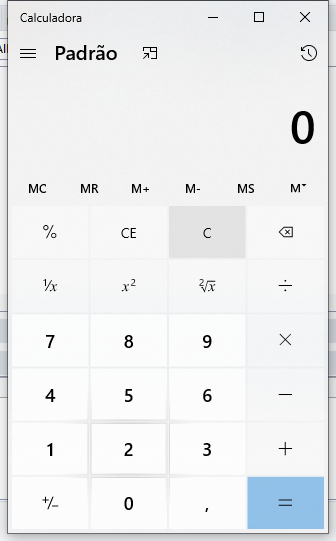 Calculadora
Padrão
0
MC MR M+ M- MS M˅
% CE C
¹/x x² ²√x ÷
7 8 9 ×
4 5 6 −
1 2 3 +
+/− 0 , =